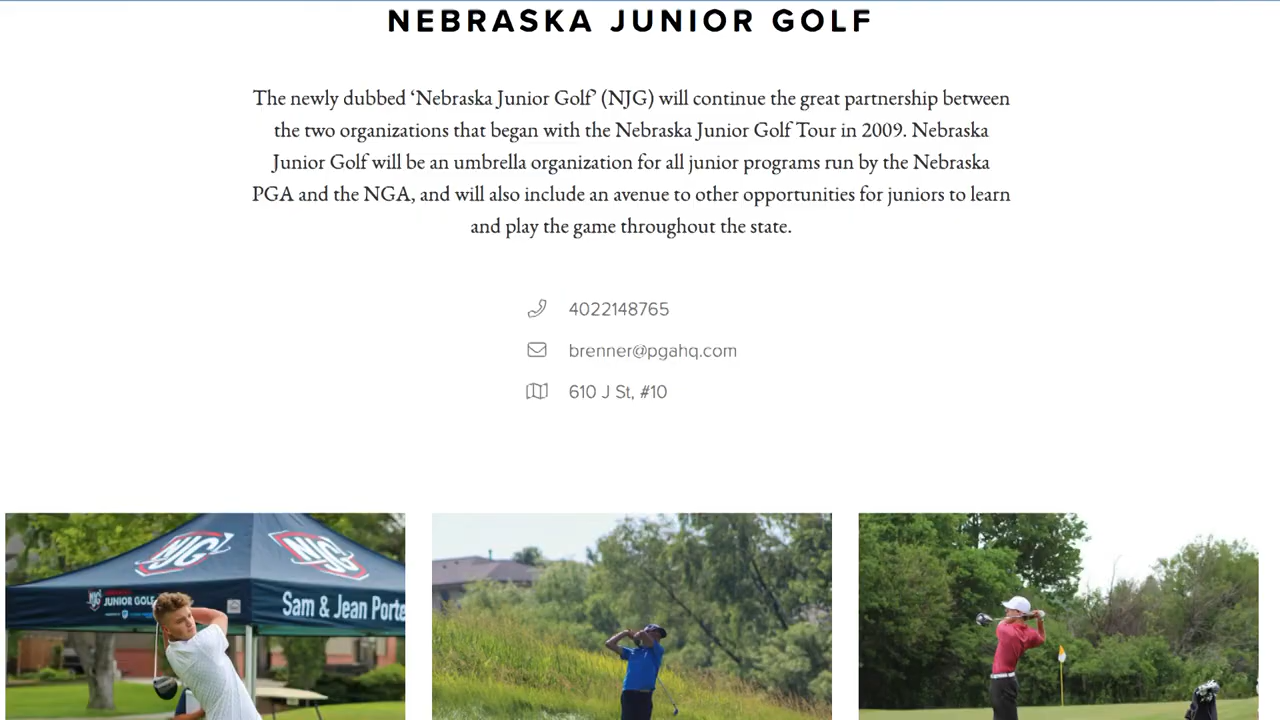 NEBRASKA JUNIOR GOLF
The newly dubbed ‘Nebraska Junior Golf’ (NJG) will continue the great partnership between
the two organizations that began with the Nebraska Junior Golf Tour in 2009. Nebraska
Junior Golf will be an umbrella organization for all junior programs run by the Nebraska
PGA and the NGA, and will also include an avenue to other opportunities for juniors to learn
and play the game throughout the state.
4022148765
brenner@pgahq.com
610 J St, #10
NJG
NJG
JUNIOR GOLF
Sam & Jean Porte